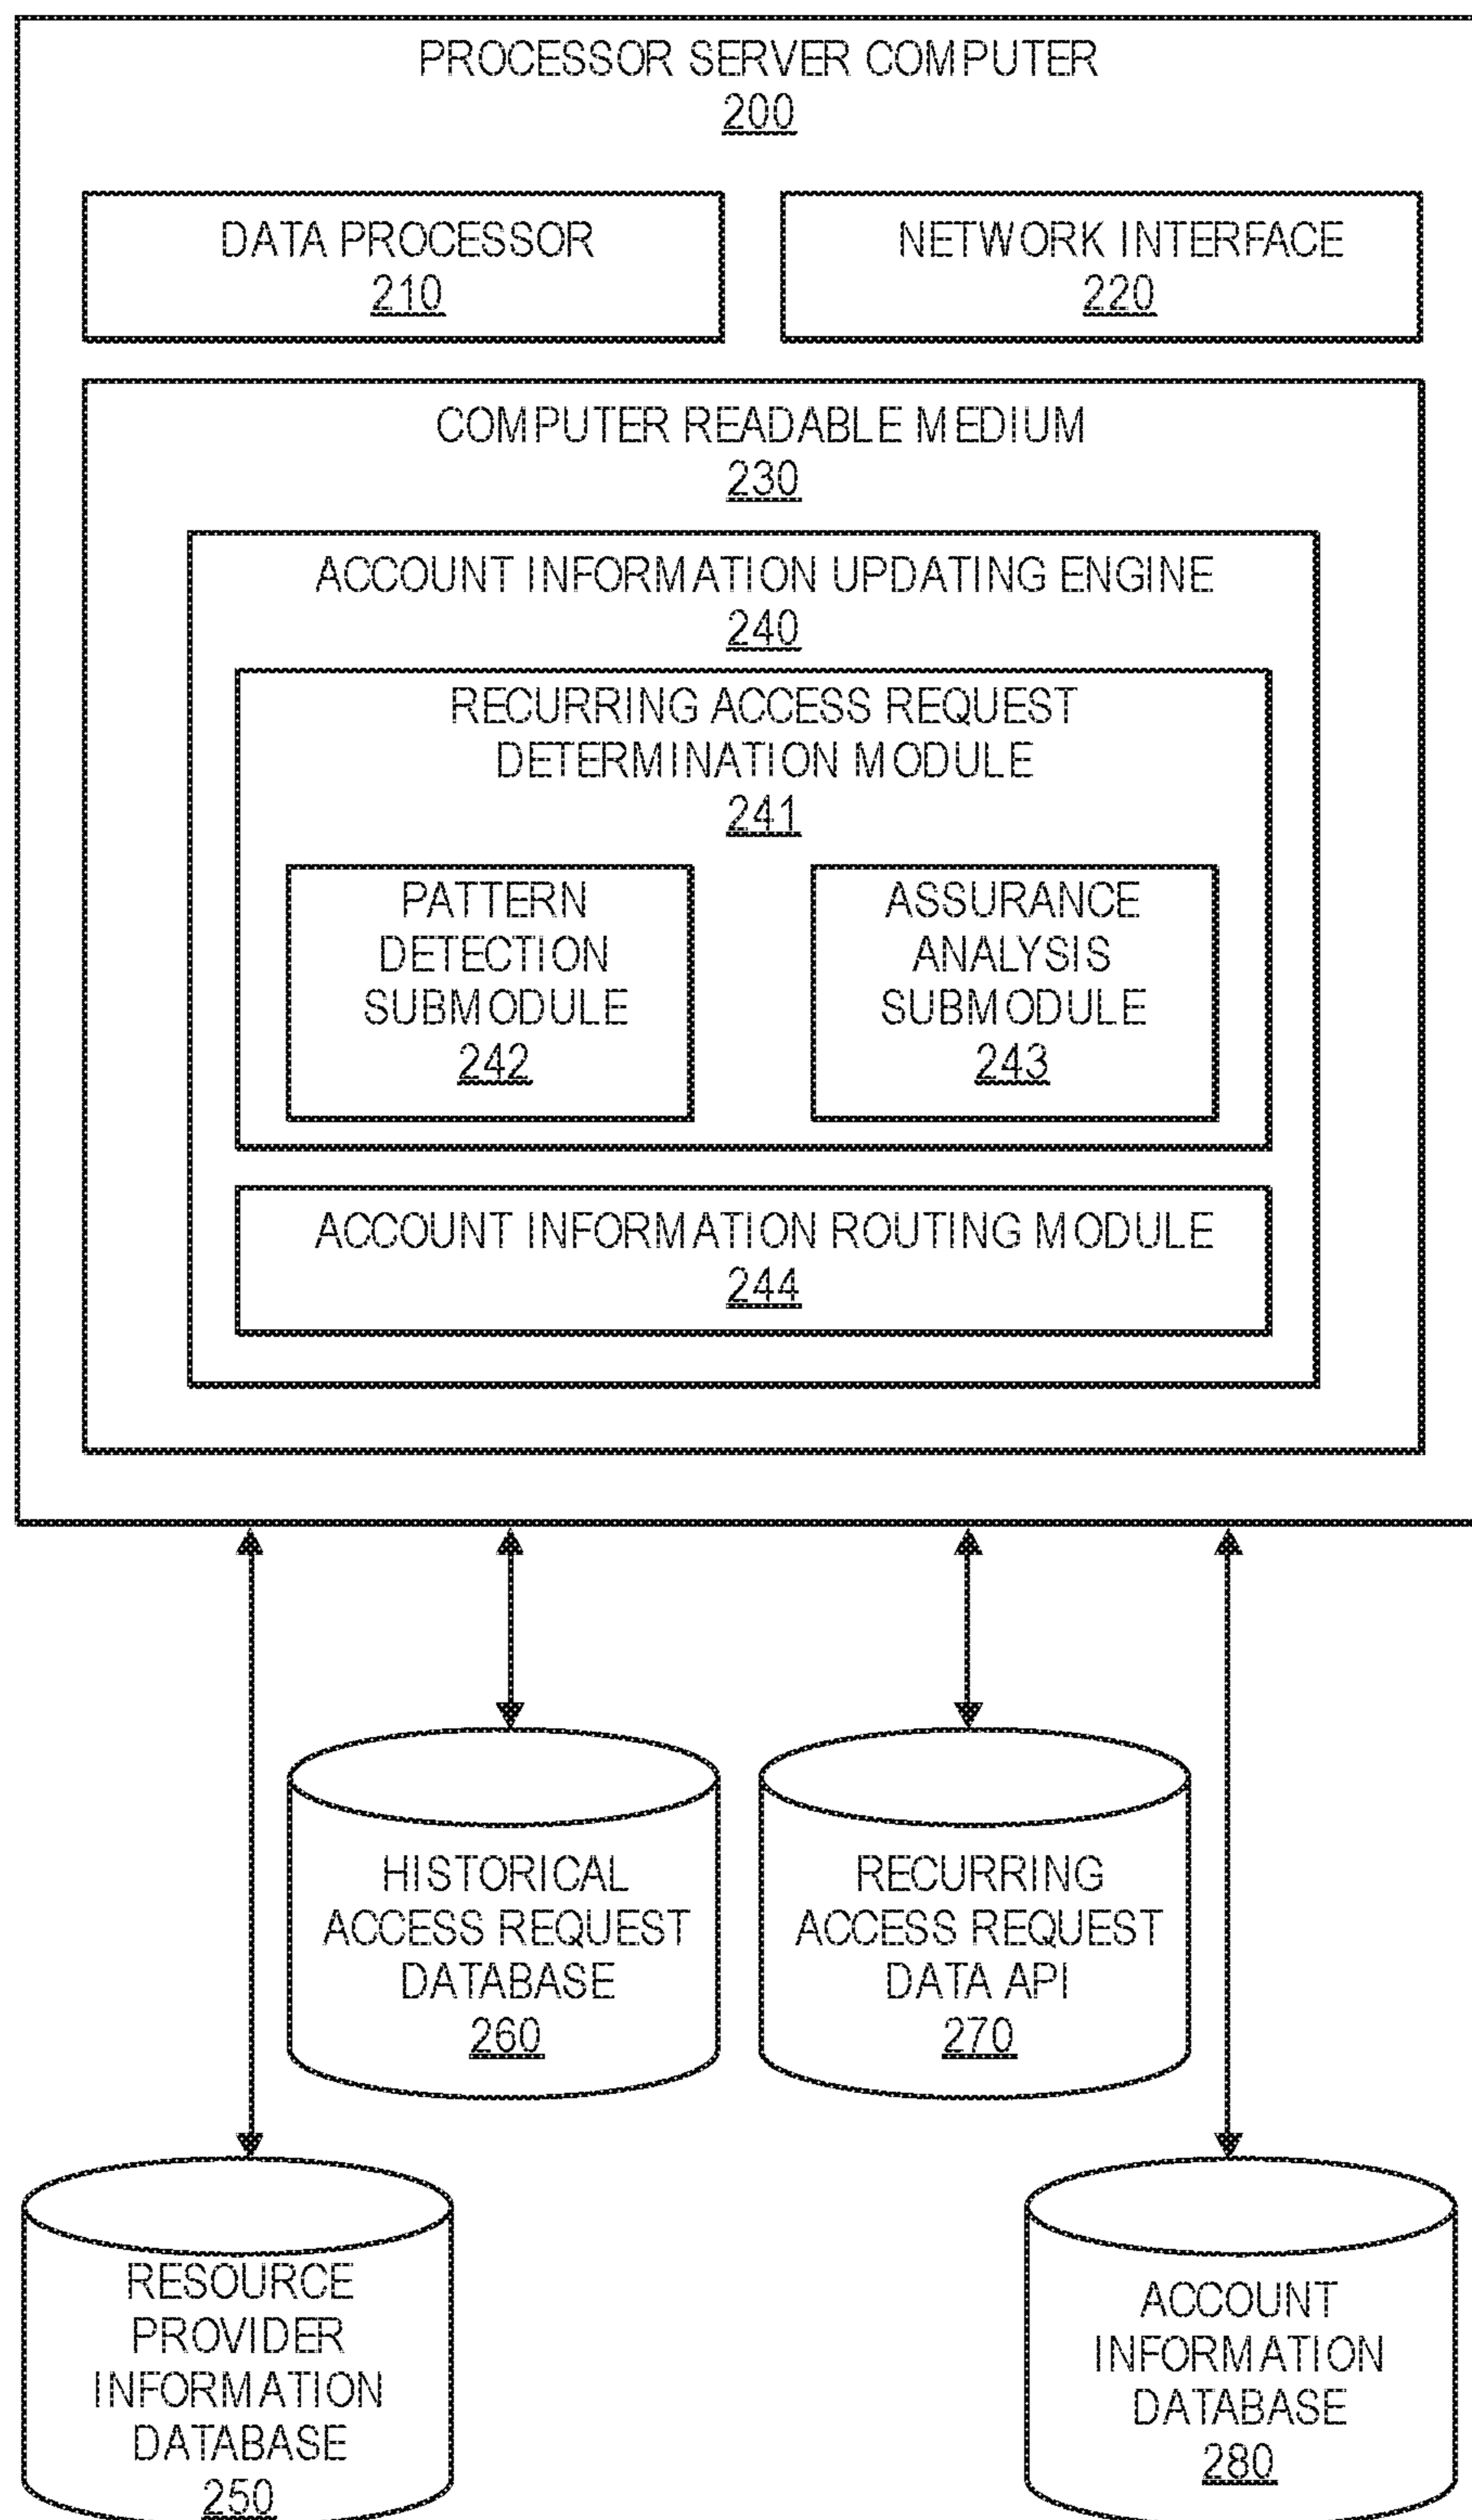 PROCESSOR SERVER COMPUTER
200
DATA PROCESSOR
210
NETWORK INTERFACE
220
COMPUTER READABLE MEDIUM
230
ACCOUNT INFORMATION UPDATING ENGINE
240
RECURRING ACCESS REQUEST
DETERMINATION MODULE
241
PATTERN
DETECTION
SUBMODULE
242
ASSURANCE
ANALYSIS
SUBMODULE
243
ACCOUNT INFORMATION ROUTING MODULE
244
HISTORICAL
ACCESS REQUEST
DATABASE
260
RECURRING
ACCESS REQUEST
DATA API
270
RESOURCE
PROVIDER
INFORMATION
DATABASE
250
ACCOUNT
INFORMATION
DATABASE
280